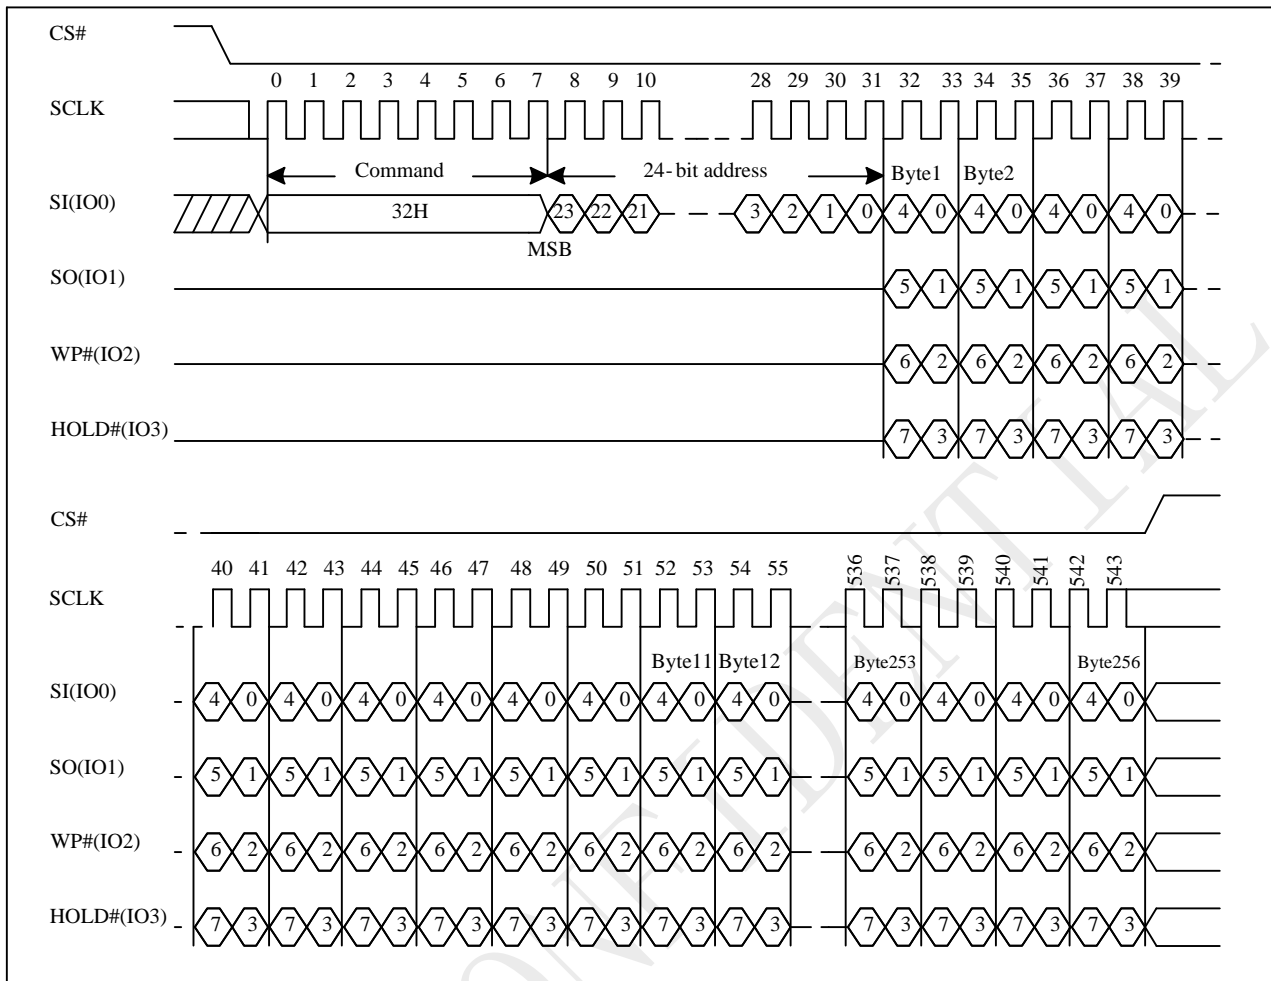 CS#
0 1 2 3 4 5 6 7 8 9 10 28 29 30 31 32 33 34 35 36 37 38 39
SCLK
Command 24-bit address Byte1 Byte2
SI(IO0) 32H 23 22 21 3 2 1 0 4 0 4 0 4 0 4 0
MSB
SO(IO1) 5 1 5 1 5 1 5 1
WP#(IO2) 6 2 6 2 6 2 6 2
HOLD#(IO3) 7 3 7 3 7 3 7 3
CS#
40 41 42 43 44 45 46 47 48 49 50 51 52 53 54 55 536 537 538 539 540 541 542 543
SCLK
Byte11 Byte12 Byte253 Byte256
SI(IO0) 4 0 4 0 4 0 4 0 4 0 4 0 4 0 4 0 4 0 4 0 4 0 4 0
SO(IO1) 5 1 5 1 5 1 5 1 5 1 5 1 5 1 5 1 5 1 5 1 5 1 5 1
WP#(IO2) 6 2 6 2 6 2 6 2 6 2 6 2 6 2 6 2 6 2 6 2 6 2 6 2
HOLD#(IO3) 7 3 7 3 7 3 7 3 7 3 7 3 7 3 7 3 7 3 7 3 7 3 7 3
ONFIDENTIAL